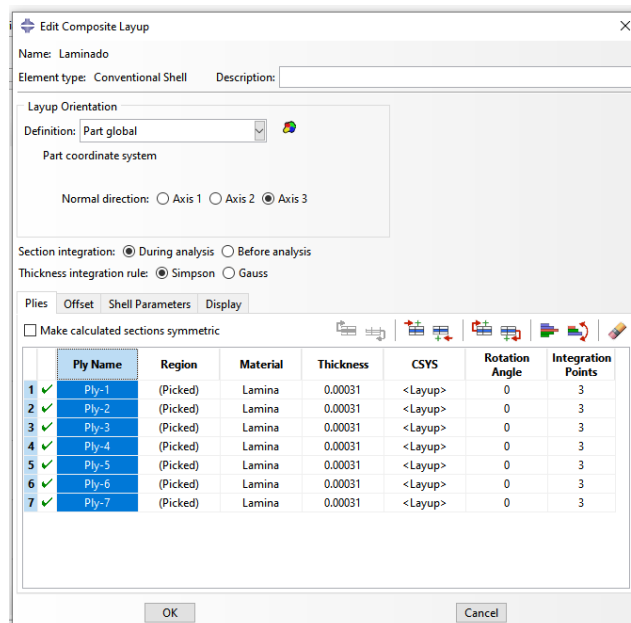 Edit Composite Layup
Name: Laminado
Element type: Conventional Shell Description:
Layup Orientation
Definition: Part global
Part coordinate system
Normal direction: Axis 1 Axis 2 Axis 3
Section integration: During analysis Before analysis
Thickness integration rule: Simpson Gauss
Plies Offset Shell Parameters Display
Make calculated sections symmetric
Ply Name Region Material Thickness CSYS Rotation Angle Integration Points
1 Ply-1 (Picked) Lamina 0.00031 <Layup> 0 3
2 Ply-2 (Picked) Lamina 0.00031 <Layup> 0 3
3 Ply-3 (Picked) Lamina 0.00031 <Layup> 0 3
4 Ply-4 (Picked) Lamina 0.00031 <Layup> 0 3
5 Ply-5 (Picked) Lamina 0.00031 <Layup> 0 3
6 Ply-6 (Picked) Lamina 0.00031 <Layup> 0 3
7 Ply-7 (Picked) Lamina 0.00031 <Layup> 0 3
OK Cancel